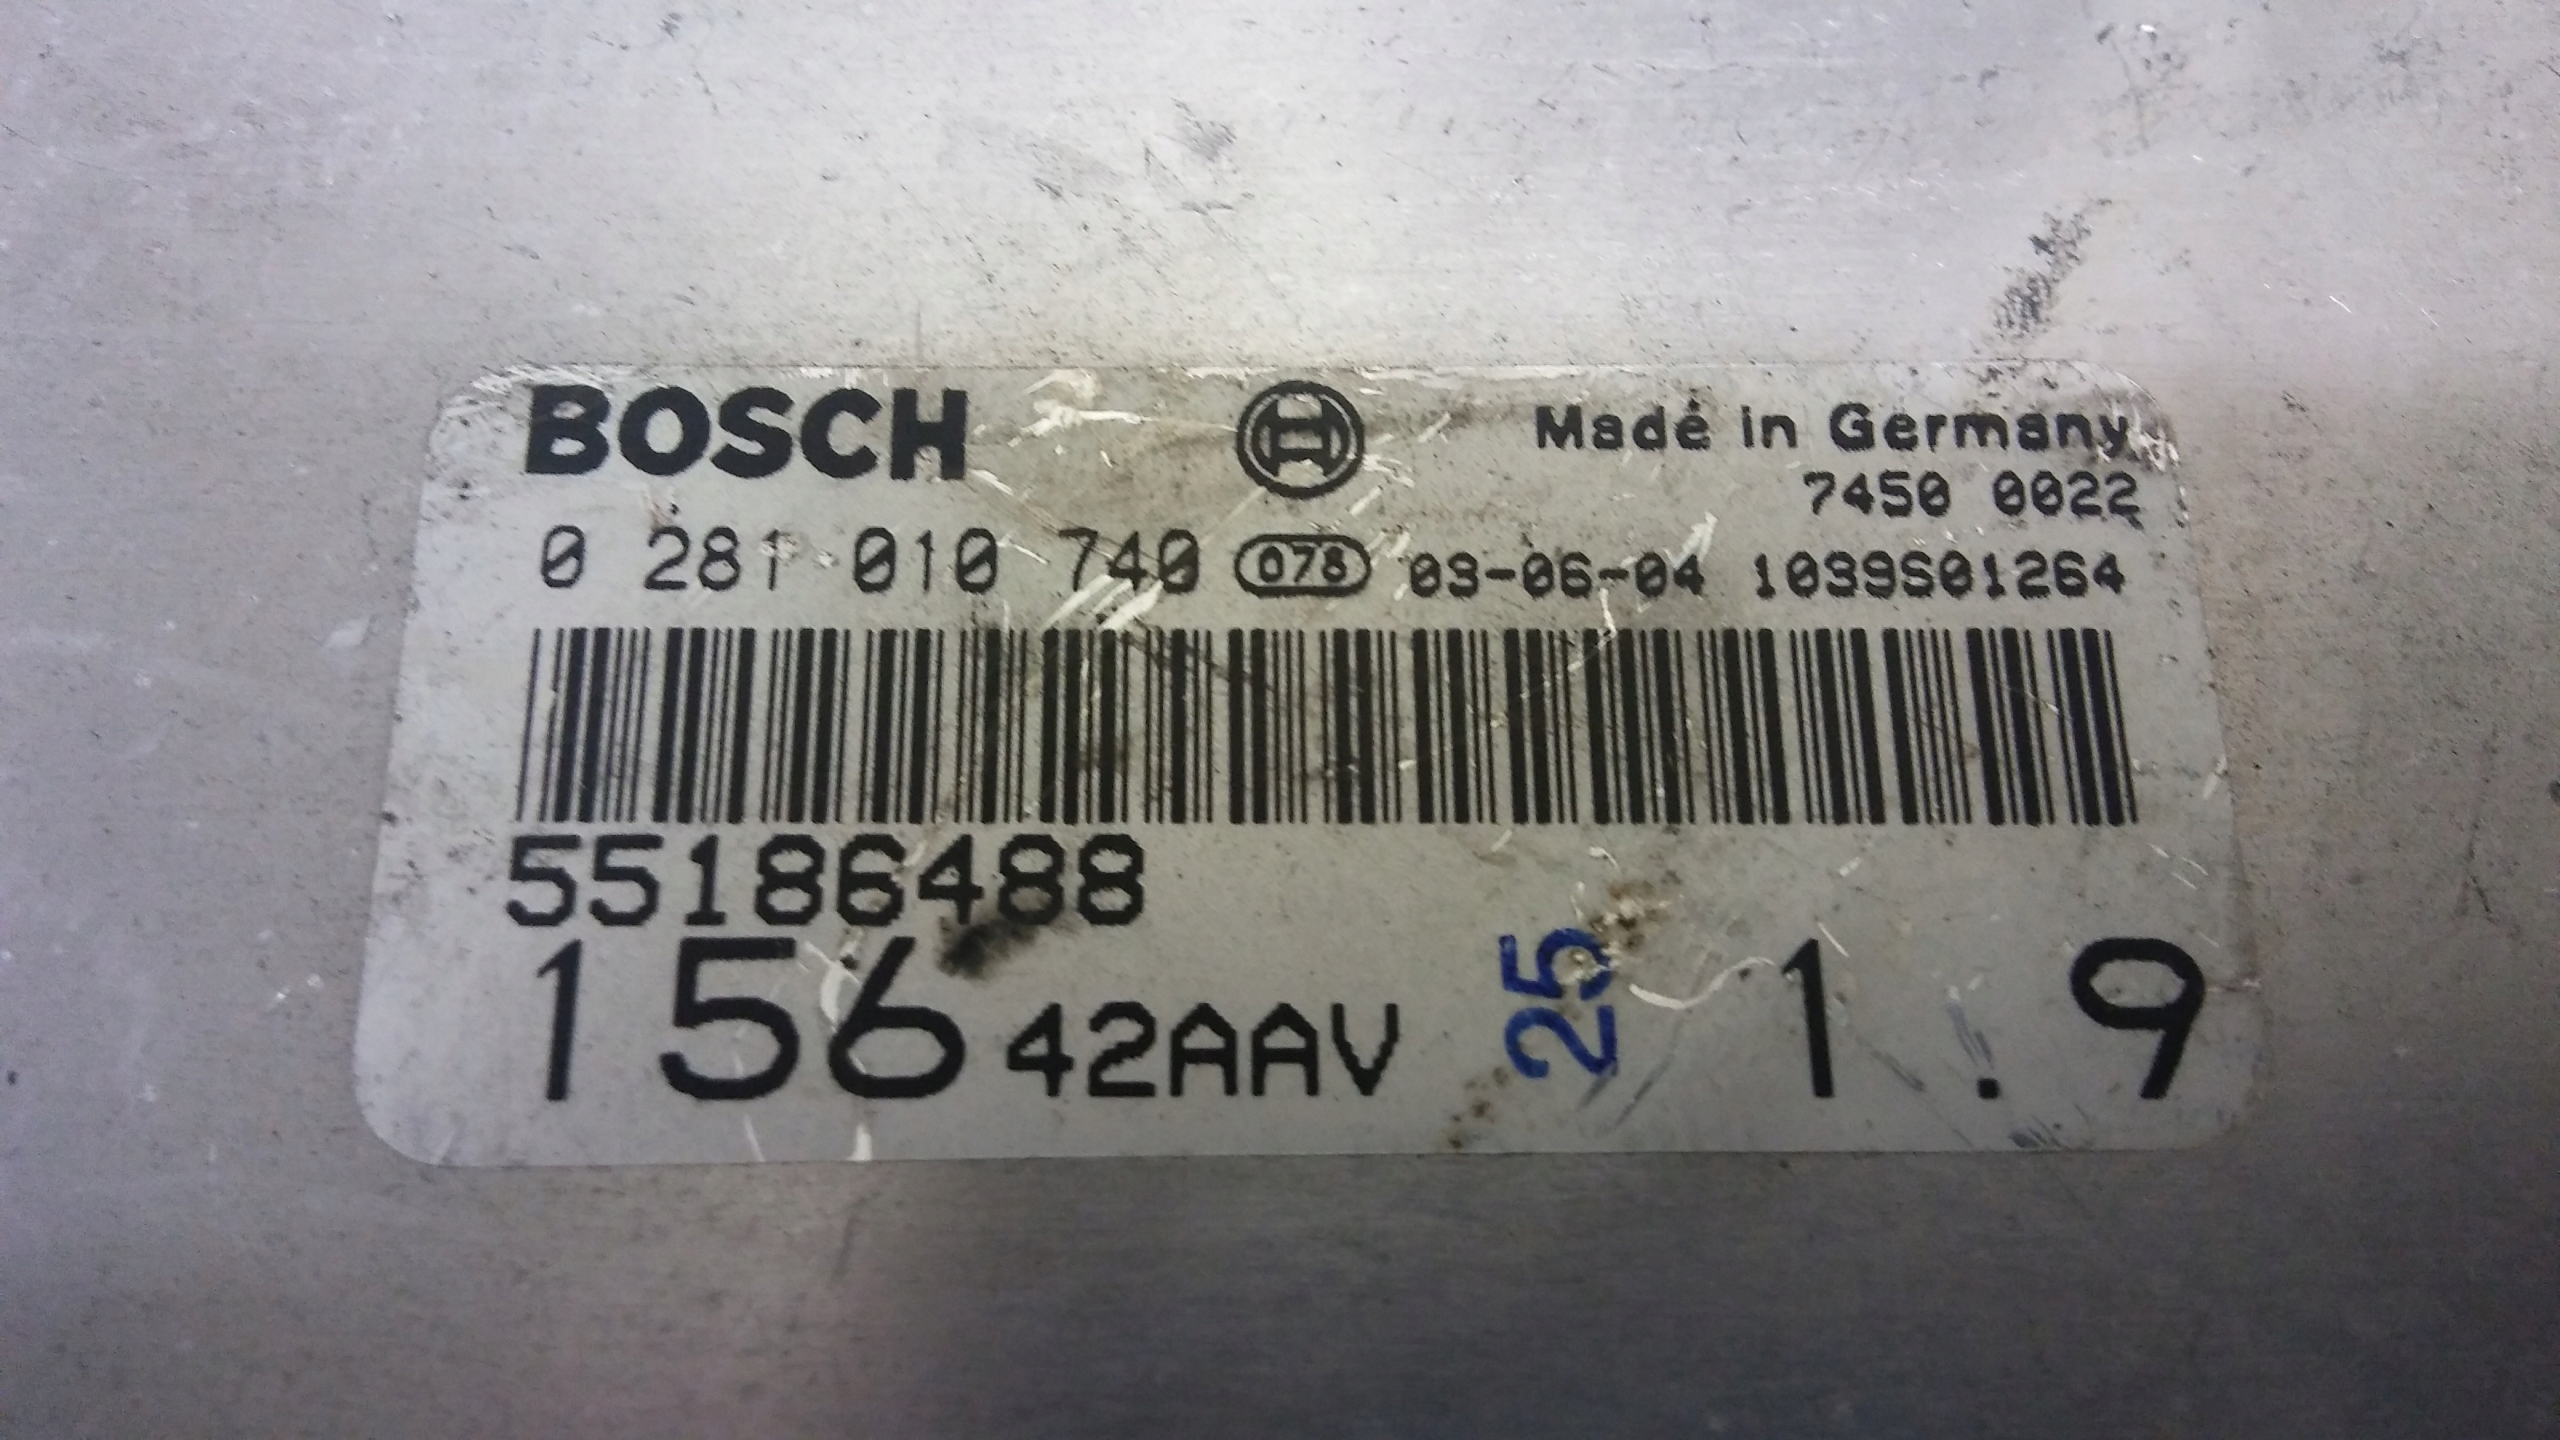 BOSCH Made in Germany
7450 0022
0 281 010 740 078 03-06-04 1039S01264
55186488
156 42AAV 25 1.9